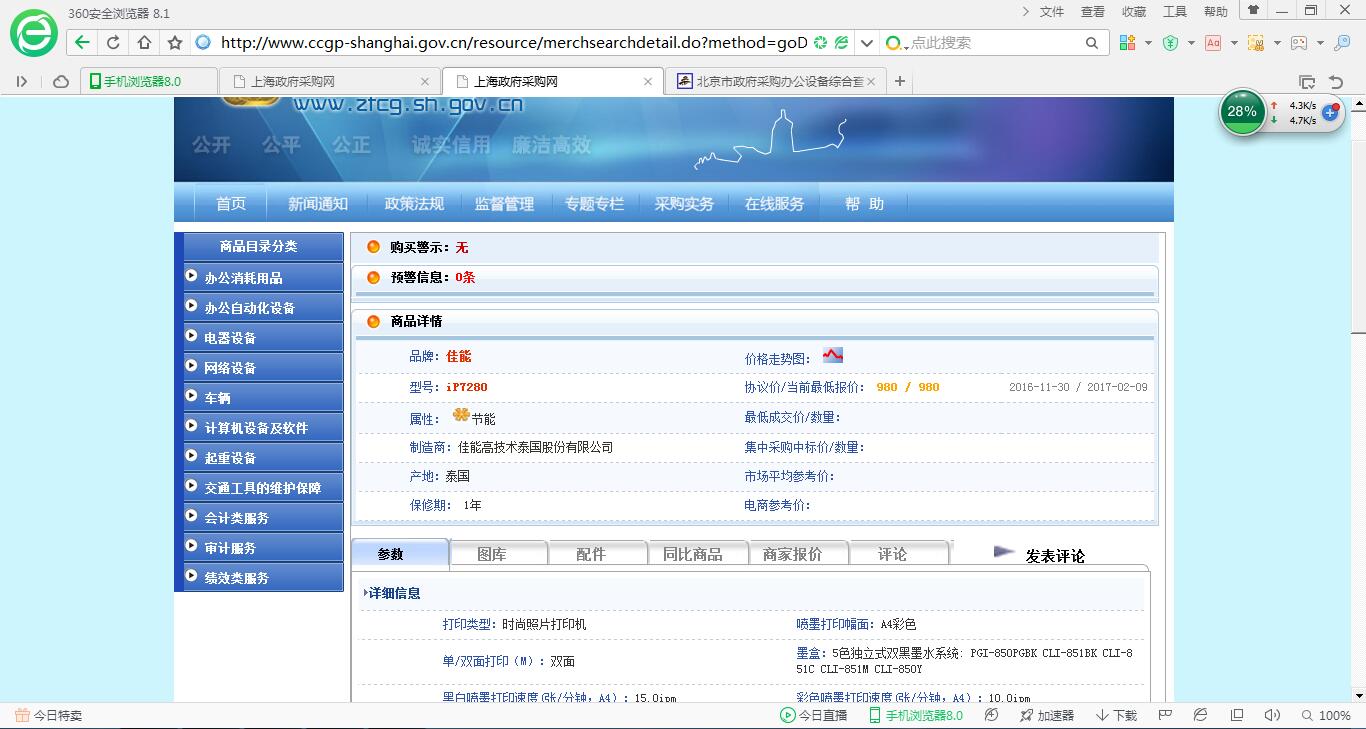 360安全浏览器 8.1
文件 查看 收藏 工具 帮助
http://www.ccgp-shanghai.gov.cn/resource/merchsearchdetail.do?method=goD
点此搜索
手机浏览器8.0
上海政府采购网
上海政府采购网
北京市政府采购办公设备综合查
www.zfcg.sh.gov.cn
28%
4.3K/s
4.7K/s
公开 公平 公正 诚实信用 廉洁高效
首页 新闻通知 政策法规 监督管理 专题专栏 采购实务 在线服务 帮 助
商品目录分类
办公消耗用品
办公自动化设备
电器设备
网络设备
车辆
计算机设备及软件
起重设备
交通工具的维护保障
会计类服务
审计服务
绩效类服务
购买警示：无
预警信息：0条
商品详情
品牌：佳能
价格走势图：
型号：iP7280
协议价/当前最低报价： 980 / 980
2016-11-30 / 2017-02-09
属性： 节能
最低成交价/数量：
制造商：佳能高技术泰国股份有限公司
集中采购中标价/数量：
产地：泰国
市场平均参考价：
保修期： 1年
电商参考价：
参数 图库 配件 同比商品 商家报价 评论
发表评论
详细信息
打印类型：时尚照片打印机
喷墨打印幅面：A4彩色
单/双面打印（M）：双面
墨盒：5色独立式双黑墨水系统：PGI-850PGBK CLI-851BK CLI-8
51C CLI-851M CLI-850Y
黑白喷墨打印速度(张/分钟，A4）：15.0ipm
彩色喷墨打印速度(张/分钟，A4）：10.0ipm
今日特卖
今日直播
手机浏览器8.0
加速器
下载
100%